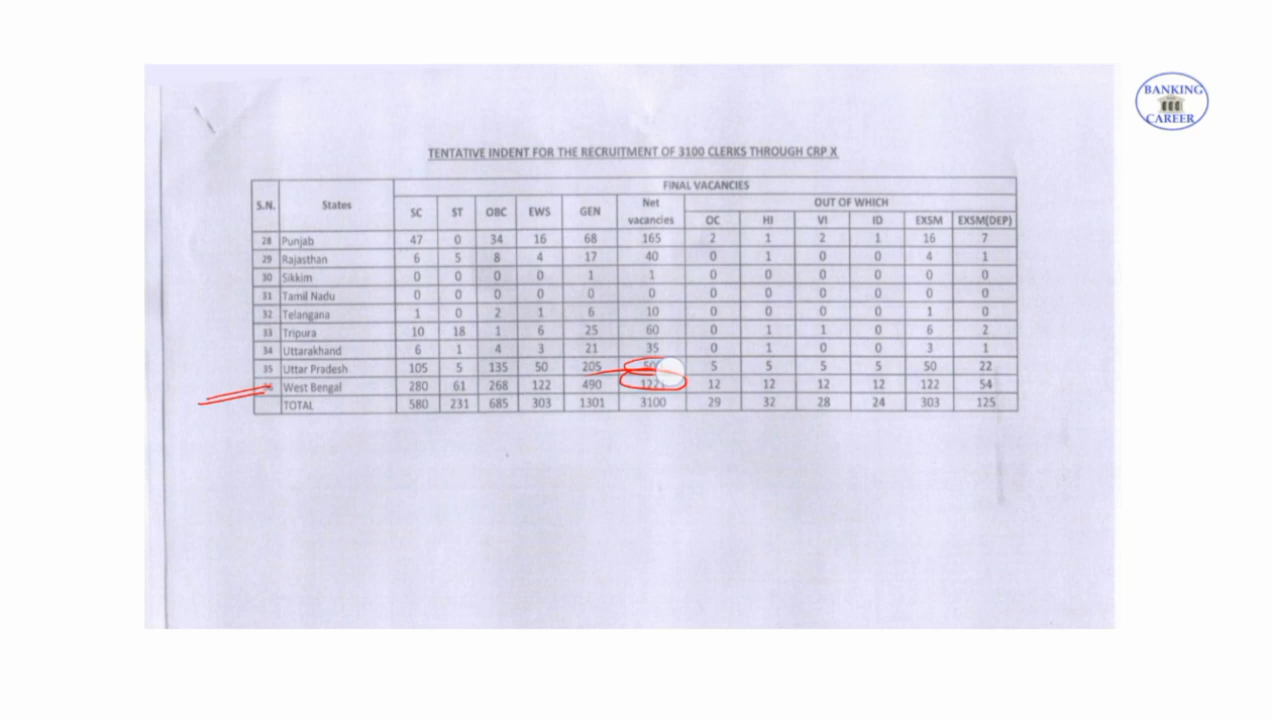 BANKING
CAREER
TENTATIVE INDENT FOR THE RECRUITMENT OF 3100 CLERKS THROUGH CRP X
S.N. States FINAL VACANCIES
SC ST OBC EWS GEN Net vacancies OUT OF WHICH
OC HI VI ID EXSM EXSM(DEP)
28 Punjab 47 0 34 16 68 165 2 1 2 1 16 7
29 Rajasthan 6 5 8 4 17 40 0 1 0 0 4 1
30 Sikkim 0 0 0 0 1 1 0 0 0 0 0 0
31 Tamil Nadu 0 0 0 0 0 0 0 0 0 0 0 0
32 Telangana 1 0 2 1 6 10 0 0 0 0 1 0
33 Tripura 10 18 1 6 25 60 0 1 1 0 6 2
34 Uttarakhand 6 1 4 3 21 35 0 1 0 0 3 1
35 Uttar Pradesh 105 5 135 50 205 5 5 5 5 50 22
West Bengal 280 61 268 122 490 1221 12 12 12 12 122 54
TOTAL 580 231 685 303 1301 3100 29 32 28 24 303 125